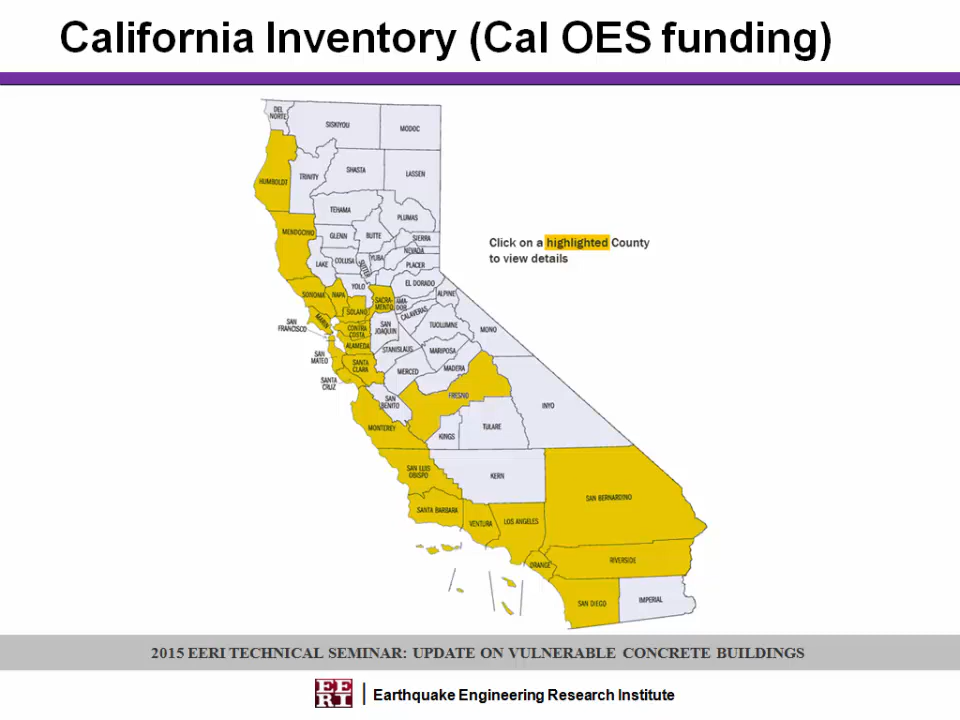 California Inventory (Cal OES funding)
DEL
NORTE
SISKIYOU
MODOC
HUMBOLDT
TRINITY
SHASTA
LASSEN
TEHAMA
PLUMAS
MENDOCINO
GLENN
BUTTE
SIERRA
NEVADA
LAKE
COLUSA
SUTTER
YUBA
PLACER
Click on a highlighted County
to view details
YOLO
EL DORADO
ALPINE
SONOMA
NAPA
SACRA-
MENTO
AMA-
DOR
SOLANO
CALAVERAS
MARIN
SAN
FRANCISCO
CONTRA
COSTA
SAN
JOAQUIN
TUOLUMNE
MONO
ALAMEDA
STANISLAUS
MARIPOSA
SAN
MATEO
SANTA
CLARA
MERCED
MADERA
SANTA
CRUZ
SAN
BENITO
FRESNO
INYO
MONTEREY
KINGS
TULARE
SAN LUIS
OBISPO
KERN
SAN BERNARDINO
SANTA BARBARA
VENTURA
LOS ANGELES
ORANGE
RIVERSIDE
SAN DIEGO
IMPERIAL
2015 EERI TECHNICAL SEMINAR: UPDATE ON VULNERABLE CONCRETE BUILDINGS
EERI
Earthquake Engineering Research Institute